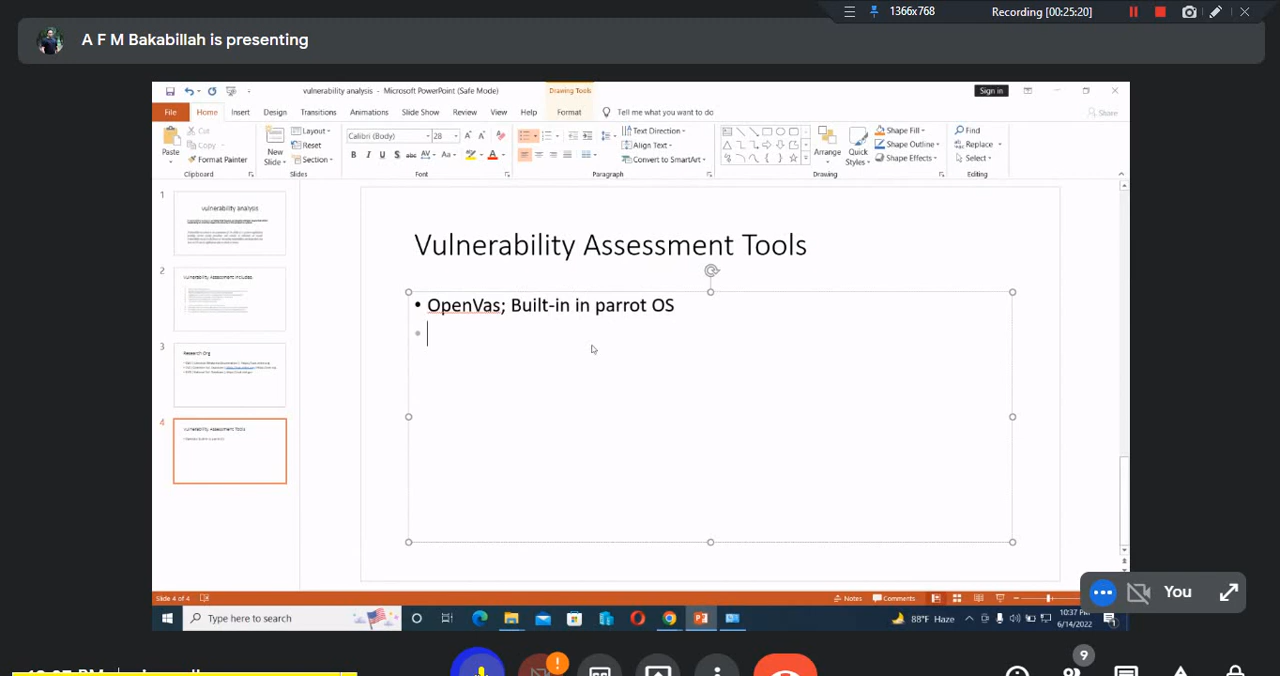 1366x768
Recording [00:25:20]
A F M Bakabillah is presenting
vulnerability analysis - PowerPoint (Safe Mode)
Drawing Tools
Sign in
File Home Insert Design Transitions Animations Slide Show Review View Help Format Tell me what you want to do Share
Paste
Cut
Copy
Format Painter
Clipboard
New Slide
Layout
Reset
Section
Slides
Calibri (Body) 28
Font
Text Direction
Align Text
Convert to SmartArt
Paragraph
Arrange
Quick Styles
Shape Fill
Shape Outline
Shape Effects
Drawing
Find
Replace
Select
Editing
1
vulnerability analysis
2
Vulnerability Assessment includes
3
Research Org
4
Vulnerability Assessment Tools
Vulnerability Assessment Tools
• OpenVas; Built-in in parrot OS
Slide 4 of 4
Notes
Comments
Type here to search
88°F Haze
10:37 PM
6/14/2022
You
9